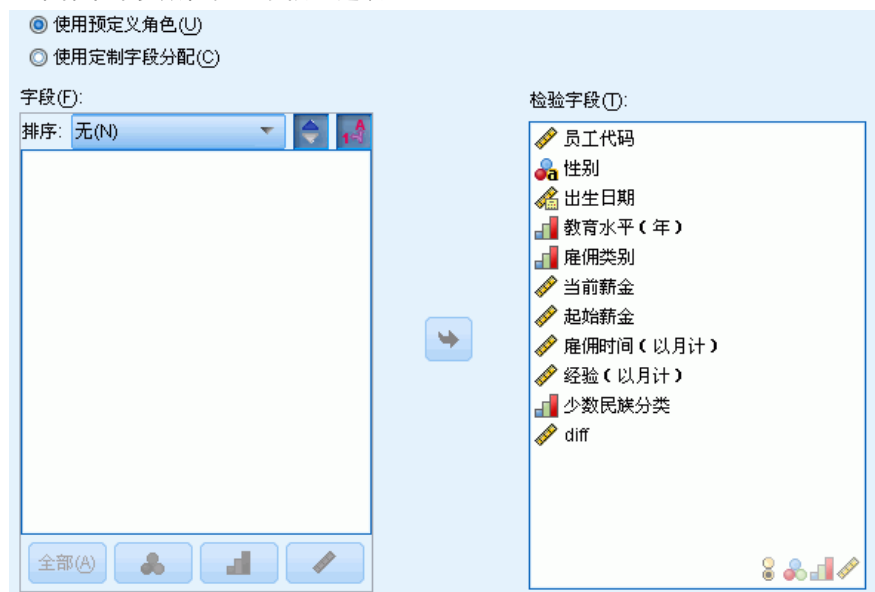 使用预定义角色(U)
使用定制字段分配(C)
字段(F):
排序: 无(N)
全部(A)
检验字段(T):
员工代码
性别
出生日期
教育水平(年)
雇佣类别
当前薪金
起始薪金
雇佣时间(以月计)
经验(以月计)
少数民族分类
diff